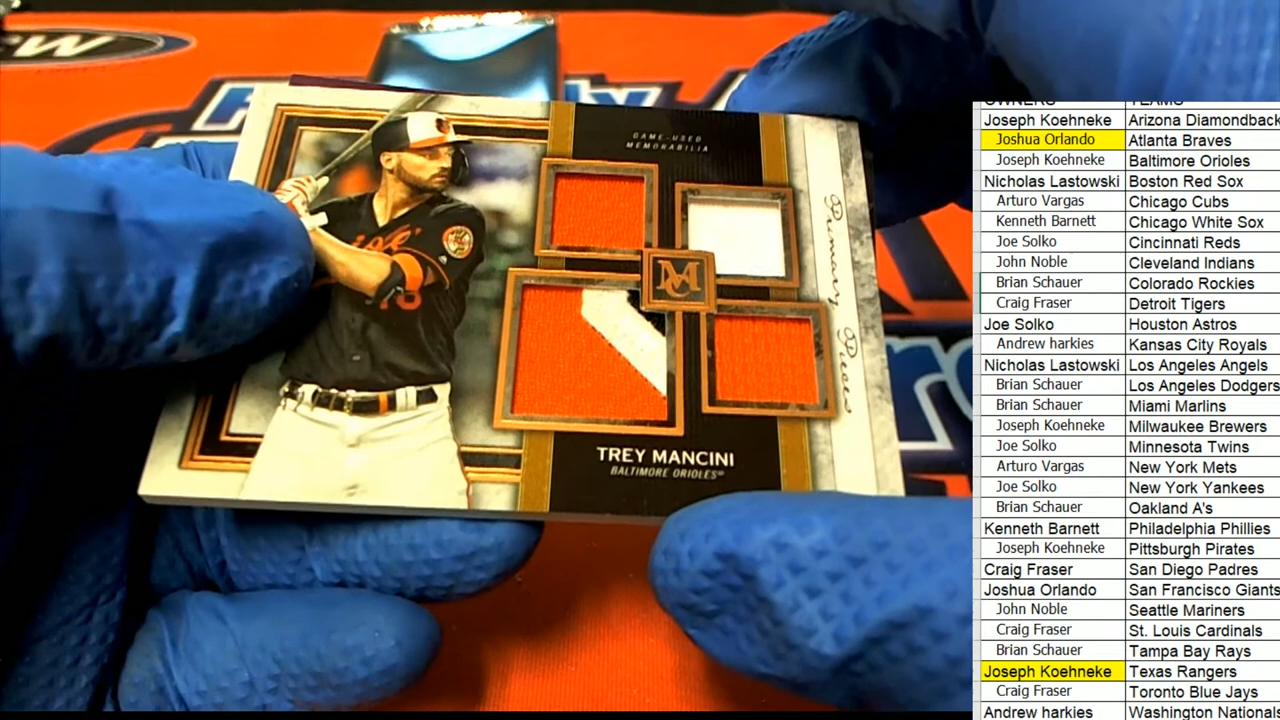 GAME-USED
MEMORABILIA
Primary Pieces
MC
TREY MANCINI
BALTIMORE ORIOLES
OWNERS TEAMS
Joseph Koehneke Arizona Diamondback
Joshua Orlando Atlanta Braves
Joseph Koehneke Baltimore Orioles
Nicholas Lastowski Boston Red Sox
Arturo Vargas Chicago Cubs
Kenneth Barnett Chicago White Sox
Joe Solko Cincinnati Reds
John Noble Cleveland Indians
Brian Schauer Colorado Rockies
Craig Fraser Detroit Tigers
Joe Solko Houston Astros
Andrew harkies Kansas City Royals
Nicholas Lastowski Los Angeles Angels
Brian Schauer Los Angeles Dodgers
Brian Schauer Miami Marlins
Joseph Koehneke Milwaukee Brewers
Joe Solko Minnesota Twins
Arturo Vargas New York Mets
Joe Solko New York Yankees
Brian Schauer Oakland A's
Kenneth Barnett Philadelphia Phillies
Joseph Koehneke Pittsburgh Pirates
Craig Fraser San Diego Padres
Joshua Orlando San Francisco Giants
John Noble Seattle Mariners
Craig Fraser St. Louis Cardinals
Brian Schauer Tampa Bay Rays
Joseph Koehneke Texas Rangers
Craig Fraser Toronto Blue Jays
Andrew harkies Washington Nationals